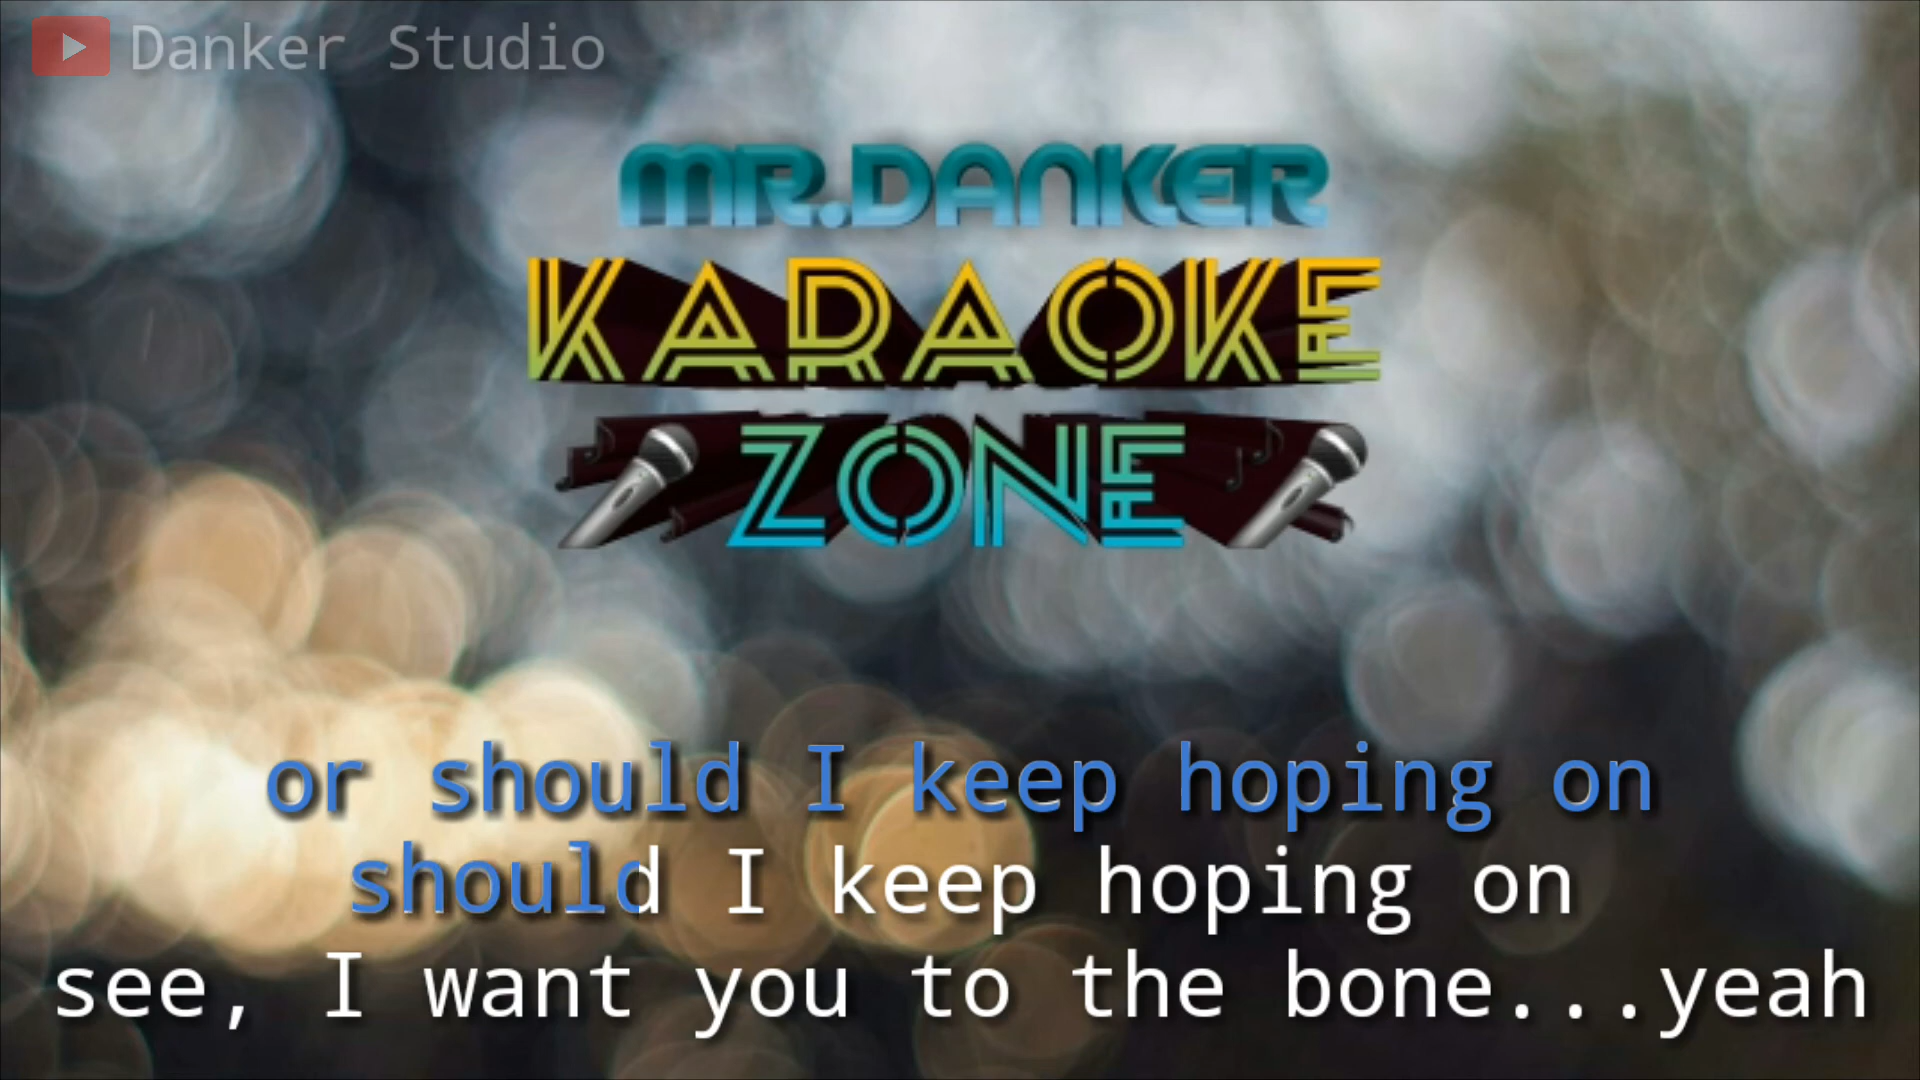 Danker Studio
MR.DANKER
KARAOKE
ZONE
or should I keep hoping on
should I keep hoping on
see, I want you to the bone...yeah